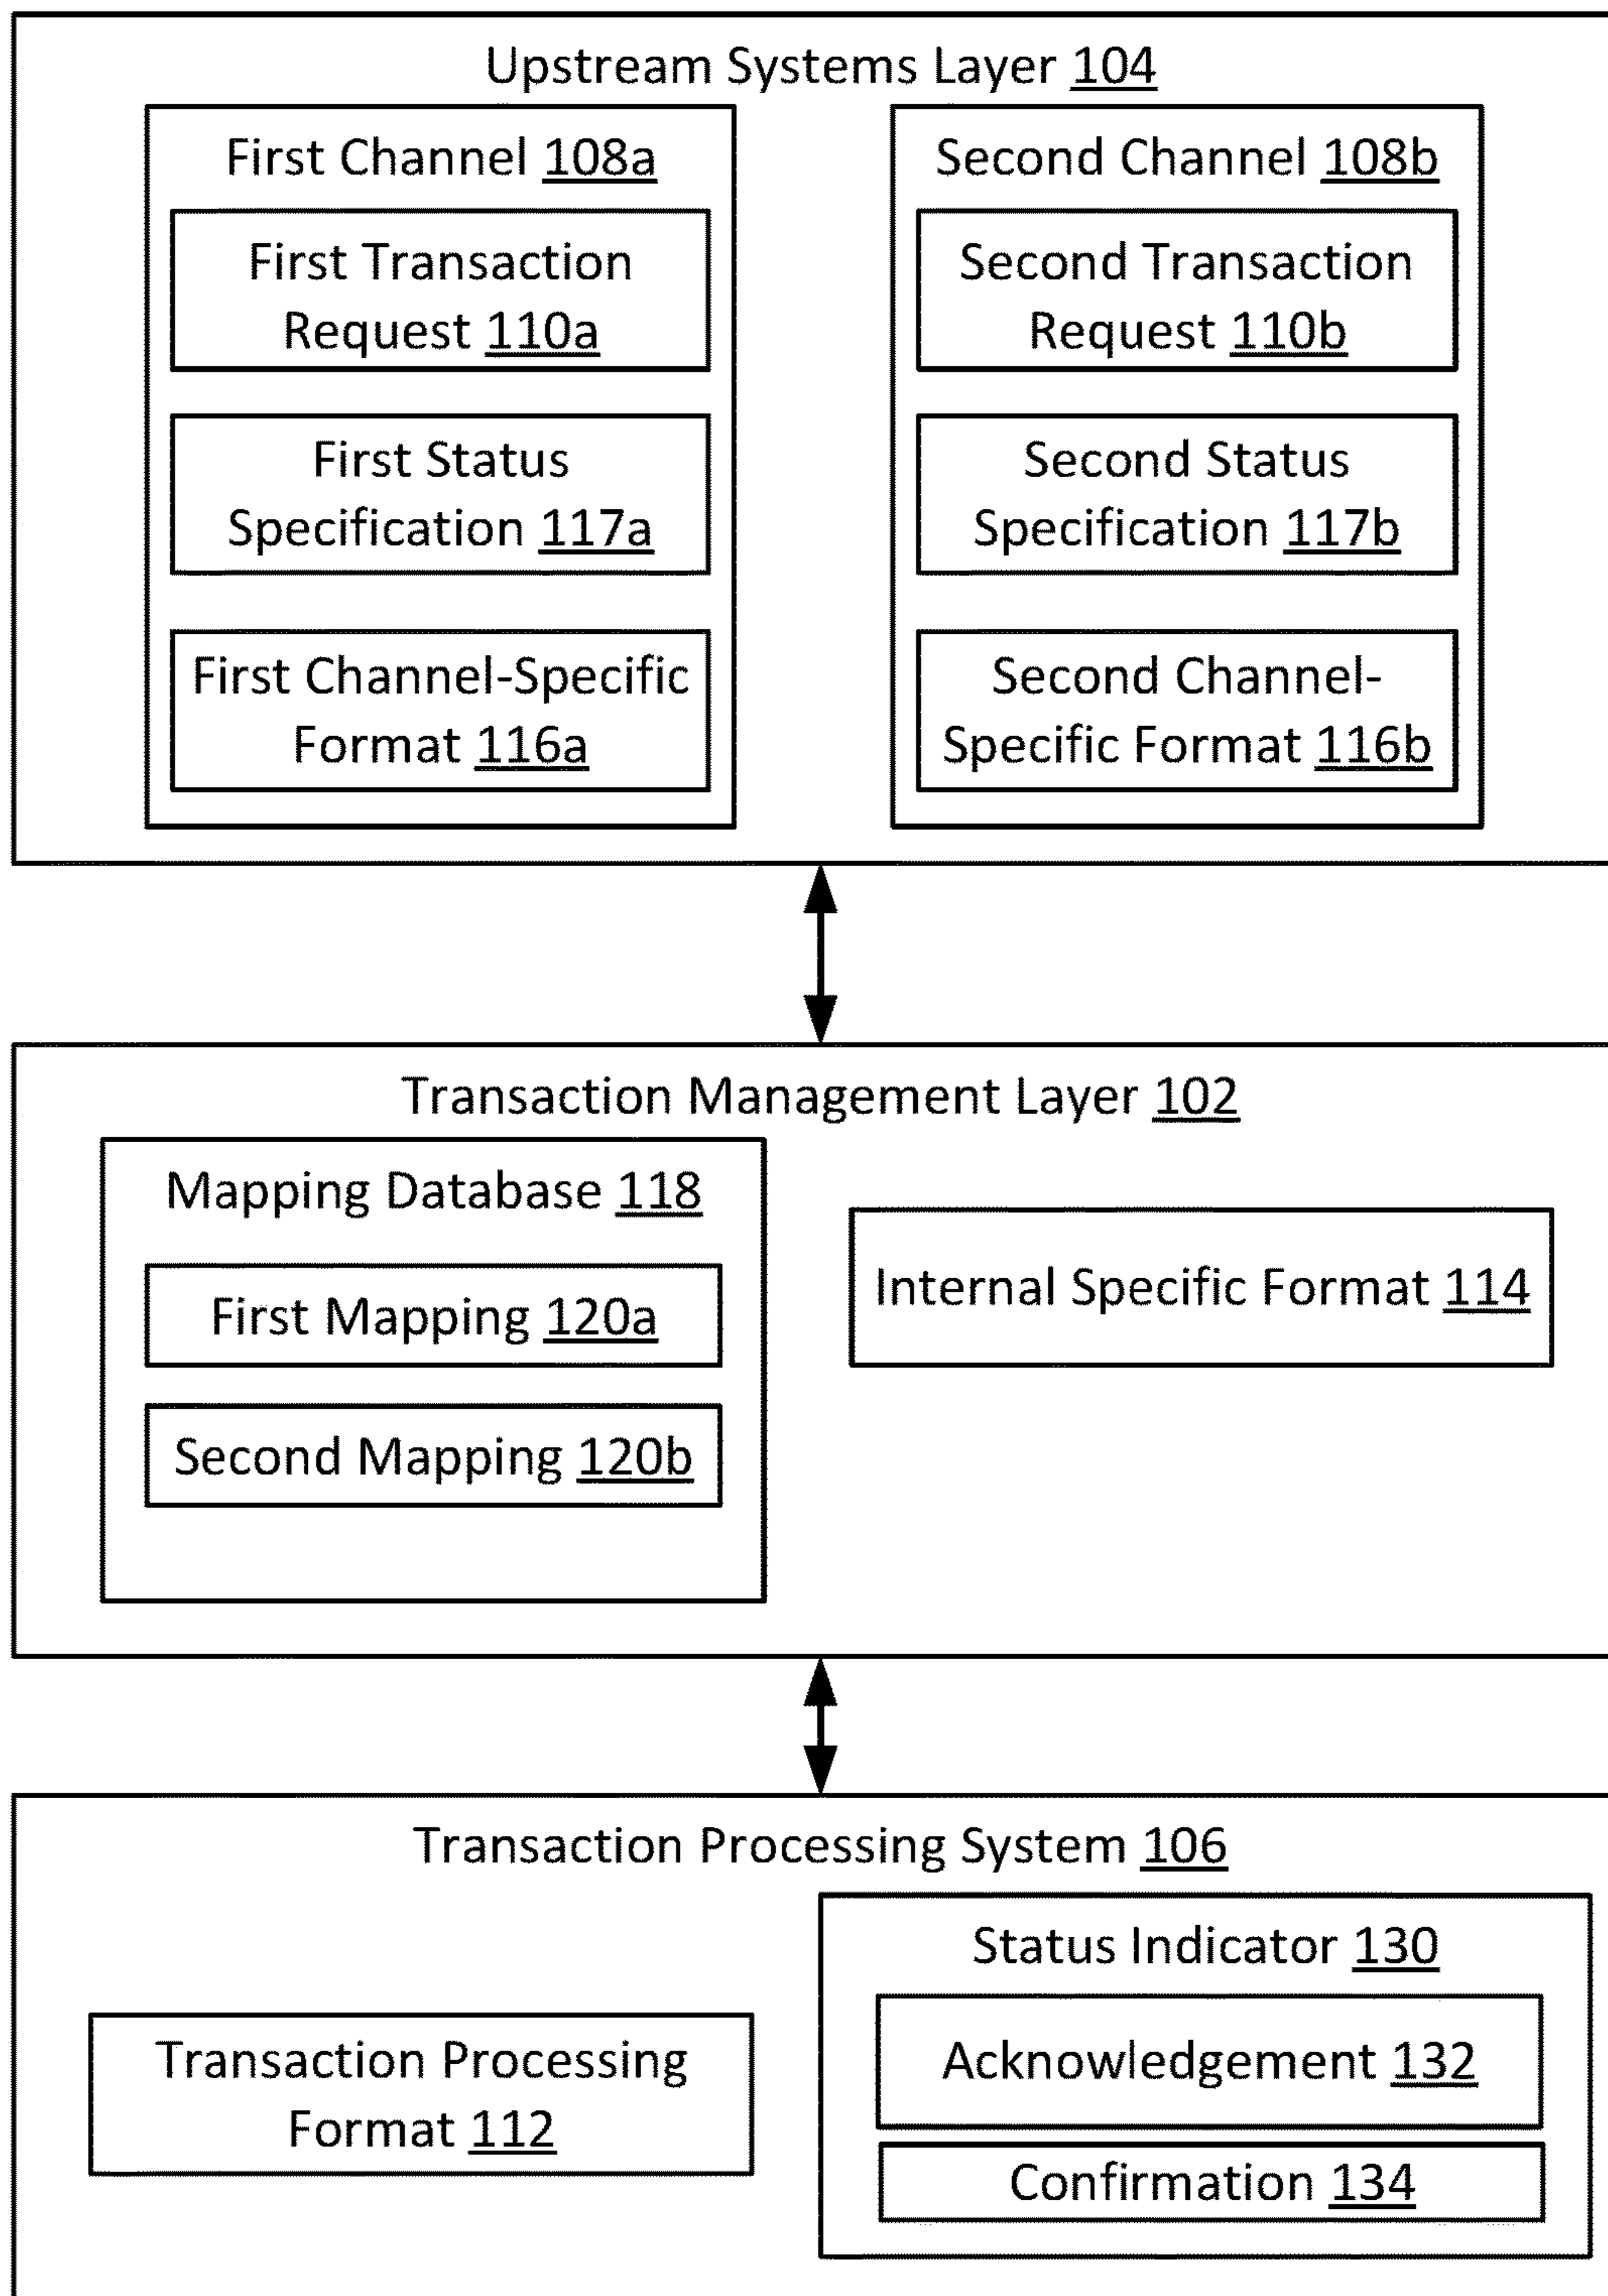 Upstream Systems Layer 104
First Channel 108a
First Transaction
Request 110a
First Status
Specification 117a
First Channel-Specific
Format 116a
Second Channel 108b
Second Transaction
Request 110b
Second Status
Specification 117b
Second Channel-
Specific Format 116b
Transaction Management Layer 102
Mapping Database 118
First Mapping 120a
Second Mapping 120b
Internal Specific Format 114
Transaction Processing System 106
Transaction Processing
Format 112
Status Indicator 130
Acknowledgement 132
Confirmation 134